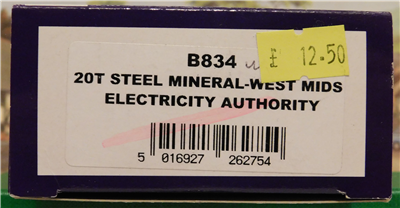 B834
£ 12.50
20T STEEL MINERAL-WEST MIDS
ELECTRICITY AUTHORITY
5 016927 262754